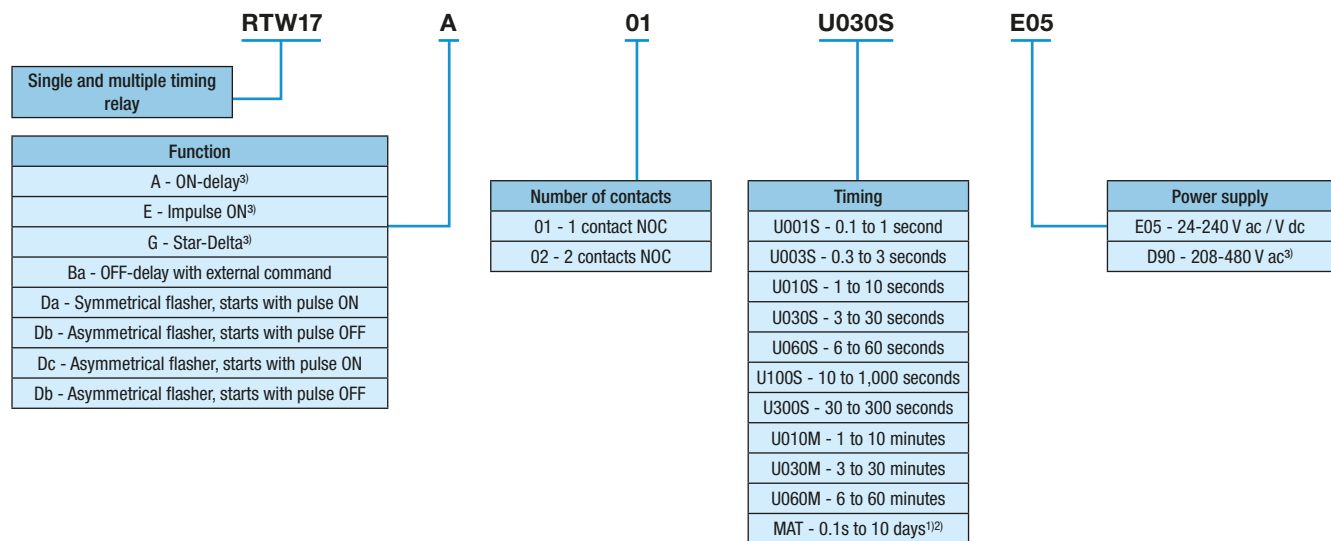 RTW17 A 01 U030S E05
Single and multiple timing
relay
Function
A - ON-delay³⁾
E - Impulse ON³⁾
G - Star-Delta³⁾
Ba - OFF-delay with external command
Da - Symmetrical flasher, starts with pulse ON
Db - Asymmetrical flasher, starts with pulse OFF
Dc - Asymmetrical flasher, starts with pulse ON
Db - Asymmetrical flasher, starts with pulse OFF
Number of contacts
01 - 1 contact NOC
02 - 2 contacts NOC
Timing
U001S - 0.1 to 1 second
U003S - 0.3 to 3 seconds
U010S - 1 to 10 seconds
U030S - 3 to 30 seconds
U060S - 6 to 60 seconds
U100S - 10 to 1,000 seconds
U300S - 30 to 300 seconds
U010M - 1 to 10 minutes
U030M - 3 to 30 minutes
U060M - 6 to 60 minutes
MAT - 0.1s to 10 days¹⁾²⁾
Power supply
E05 - 24-240 V ac / V dc
D90 - 208-480 V ac³⁾